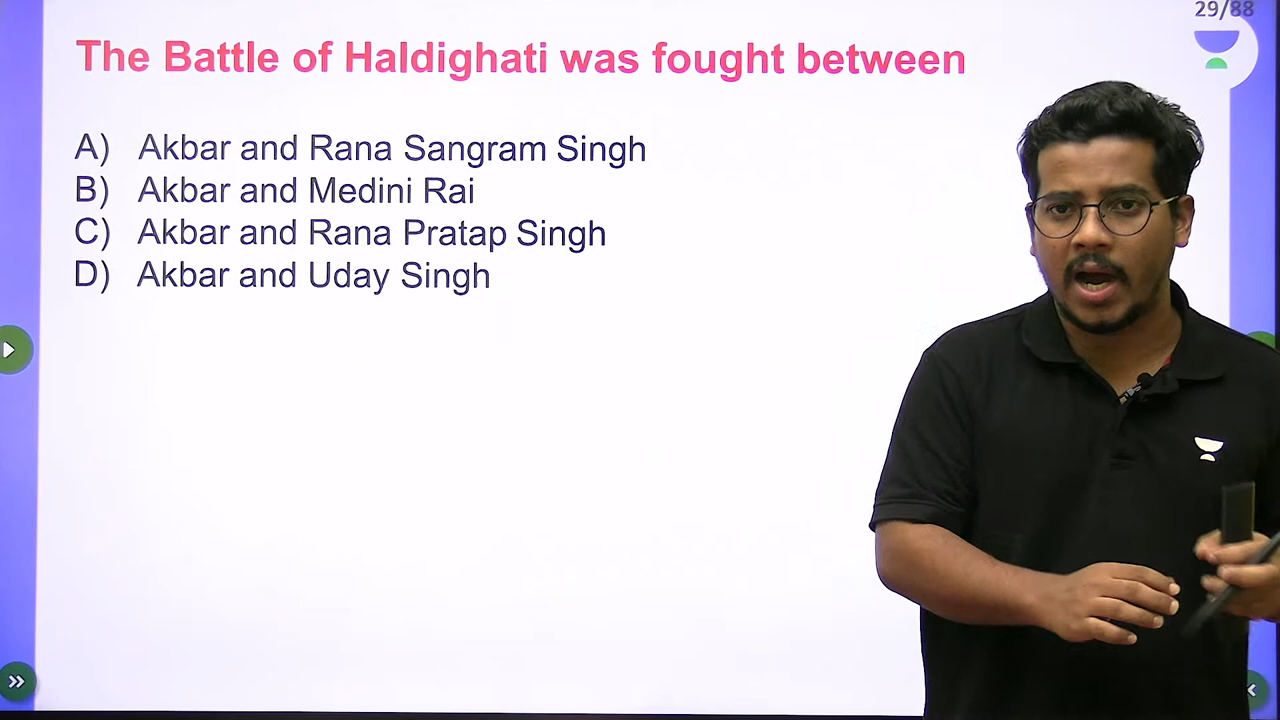 29/88
The Battle of Haldighati was fought between
A) Akbar and Rana Sangram Singh
B) Akbar and Medini Rai
C) Akbar and Rana Pratap Singh
D) Akbar and Uday Singh